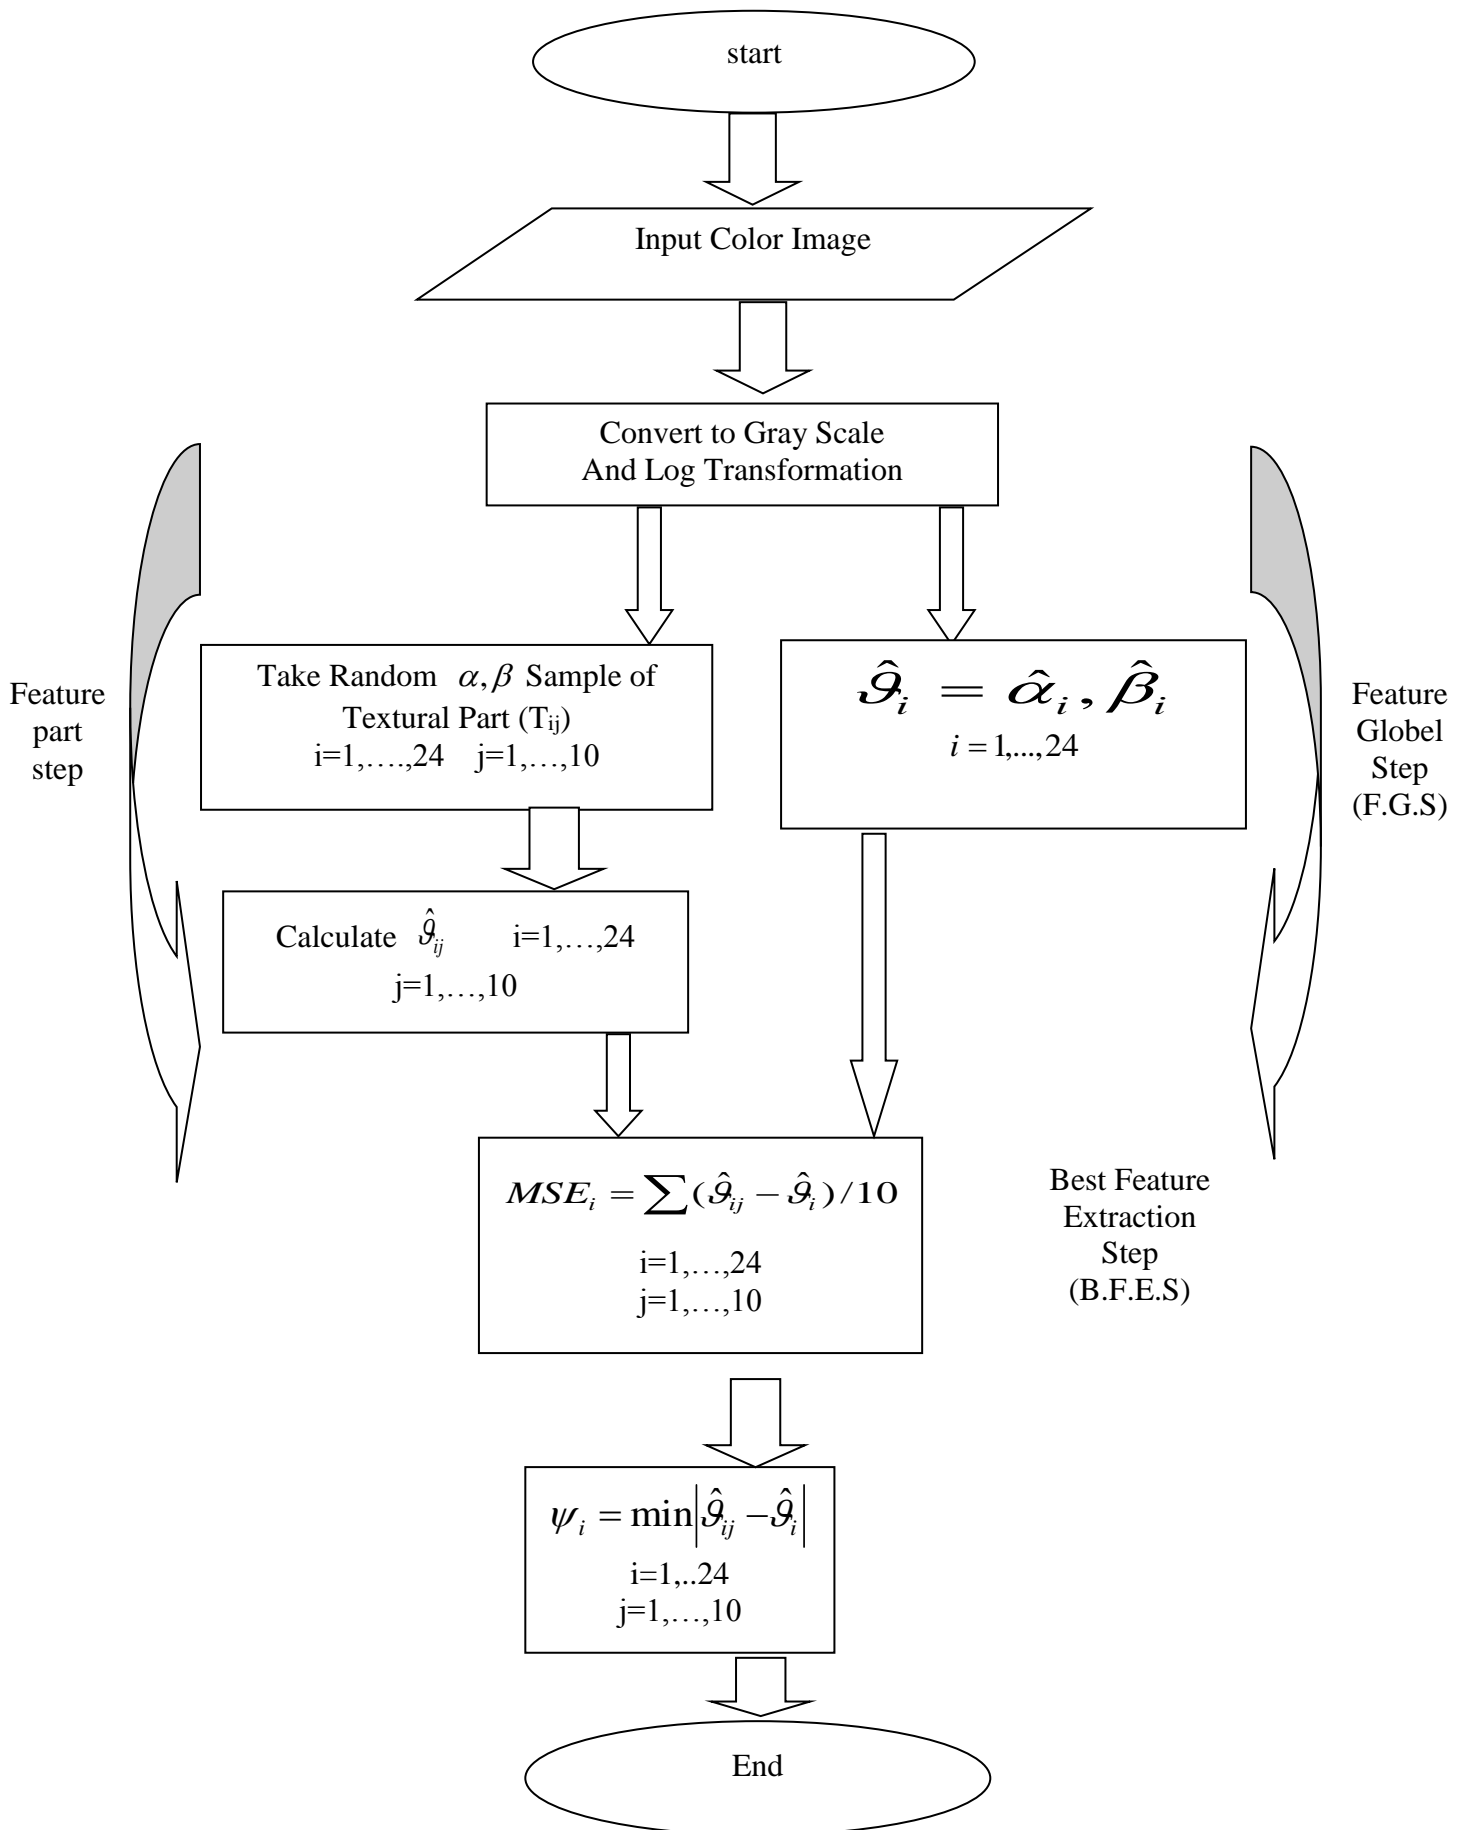 start
Input Color Image
Convert to Gray Scale
And Log Transformation
Feature
part
step
Take Random α, β Sample of
Textural Part (Tᵢⱼ)
i=1,….,24 j=1,…,10
ϑ̂ᵢ = α̂ᵢ, β̂ᵢ
i = 1,...,24
Feature
Globel
Step
(F.G.S)
Calculate ϑ̂ᵢⱼ i=1,…,24
j=1,…,10
MSEᵢ = ∑(ϑ̂ᵢⱼ − ϑ̂ᵢ)/10
i=1,…,24
j=1,…,10
Best Feature
Extraction
Step
(B.F.E.S)
ψᵢ = min|ϑ̂ᵢⱼ − ϑ̂ᵢ|
i=1,..24
j=1,…,10
End